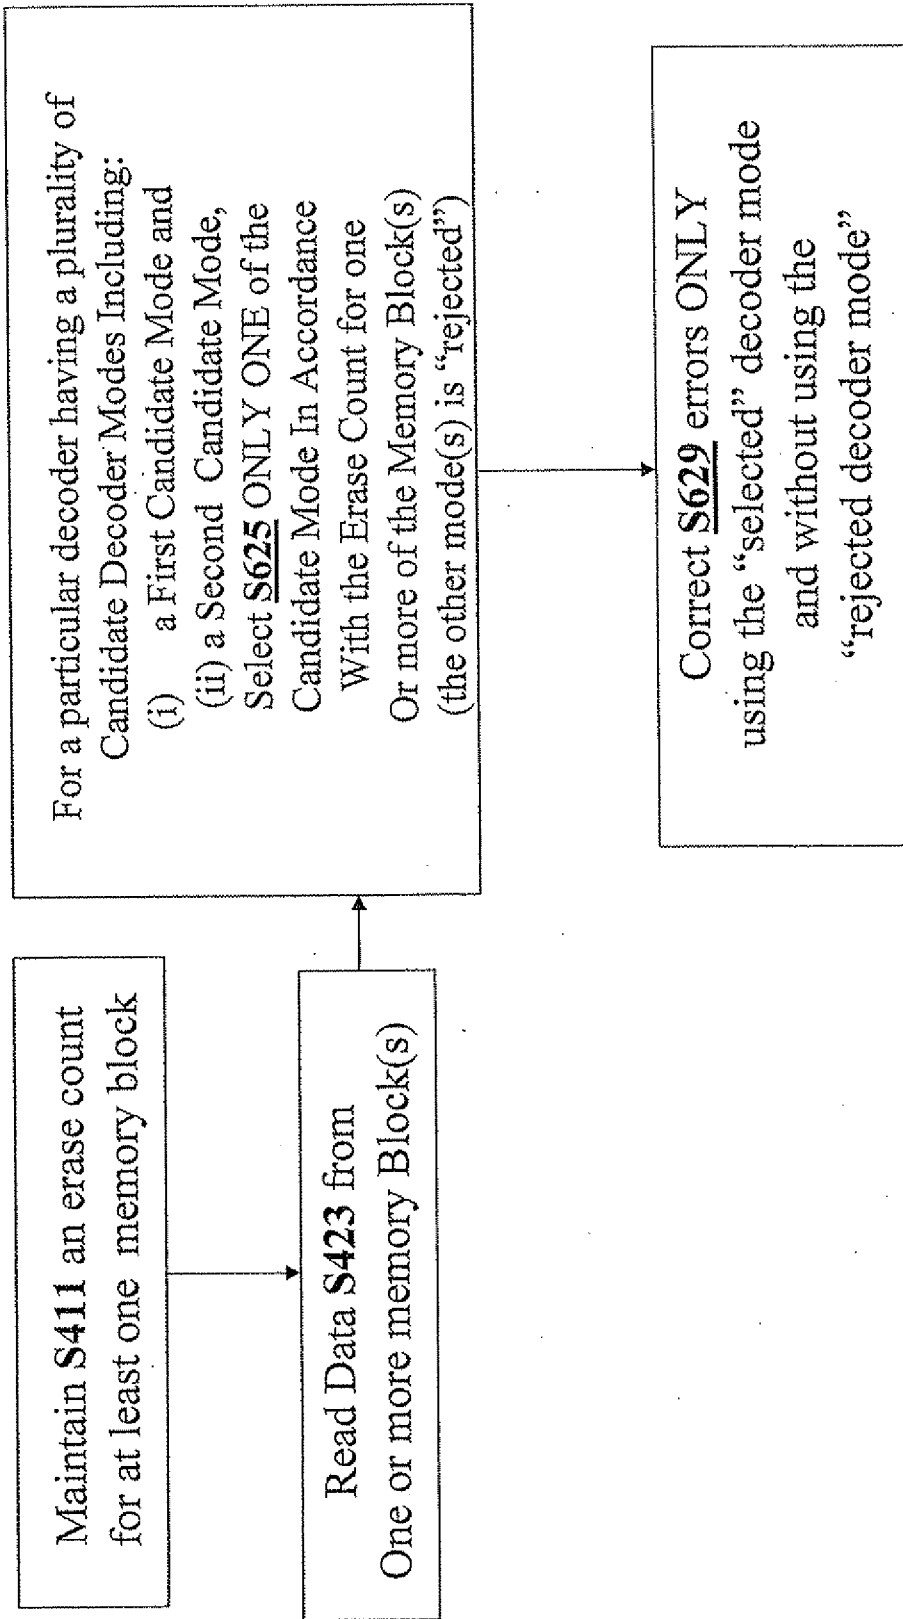 Maintain S411 an erase count
for at least one memory block
Read Data S423 from
One or more memory Block(s)
For a particular decoder having a plurality of
Candidate Decoder Modes Including:
(i) a First Candidate Mode and
(ii) a Second Candidate Mode,
Select S625 ONLY ONE of the
Candidate Mode In Accordance
With the Erase Count for one
Or more of the Memory Block(s)
(the other mode(s) is “rejected”)
Correct S629 errors ONLY
using the “selected” decoder mode
and without using the
“rejected decoder mode”